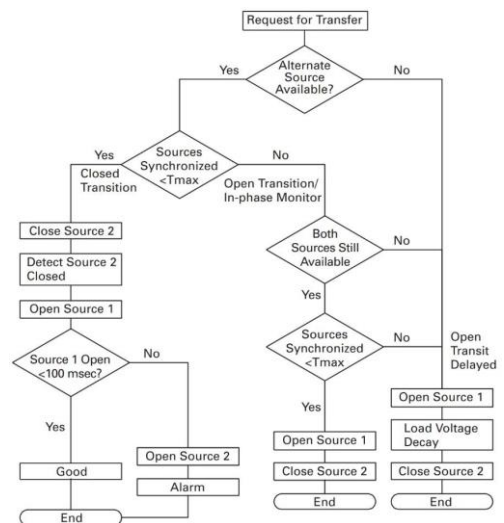 Request for Transfer
Yes
Alternate
Source
Available?
No
Yes
Closed
Transition
Sources
Synchronized
<Tmax
No
Open Transition/
In-phase Monitor
Close Source 2
Detect Source 2
Closed
Open Source 1
Source 1 Open
<100 msec?
No
Yes
Good
End
Open Source 2
Alarm
Both
Sources Still
Available
No
Yes
Sources
Synchronized
<Tmax
No
Yes
Open Source 1
Close Source 2
End
Open
Transit
Delayed
Open Source 1
Load Voltage
Decay
Close Source 2
End